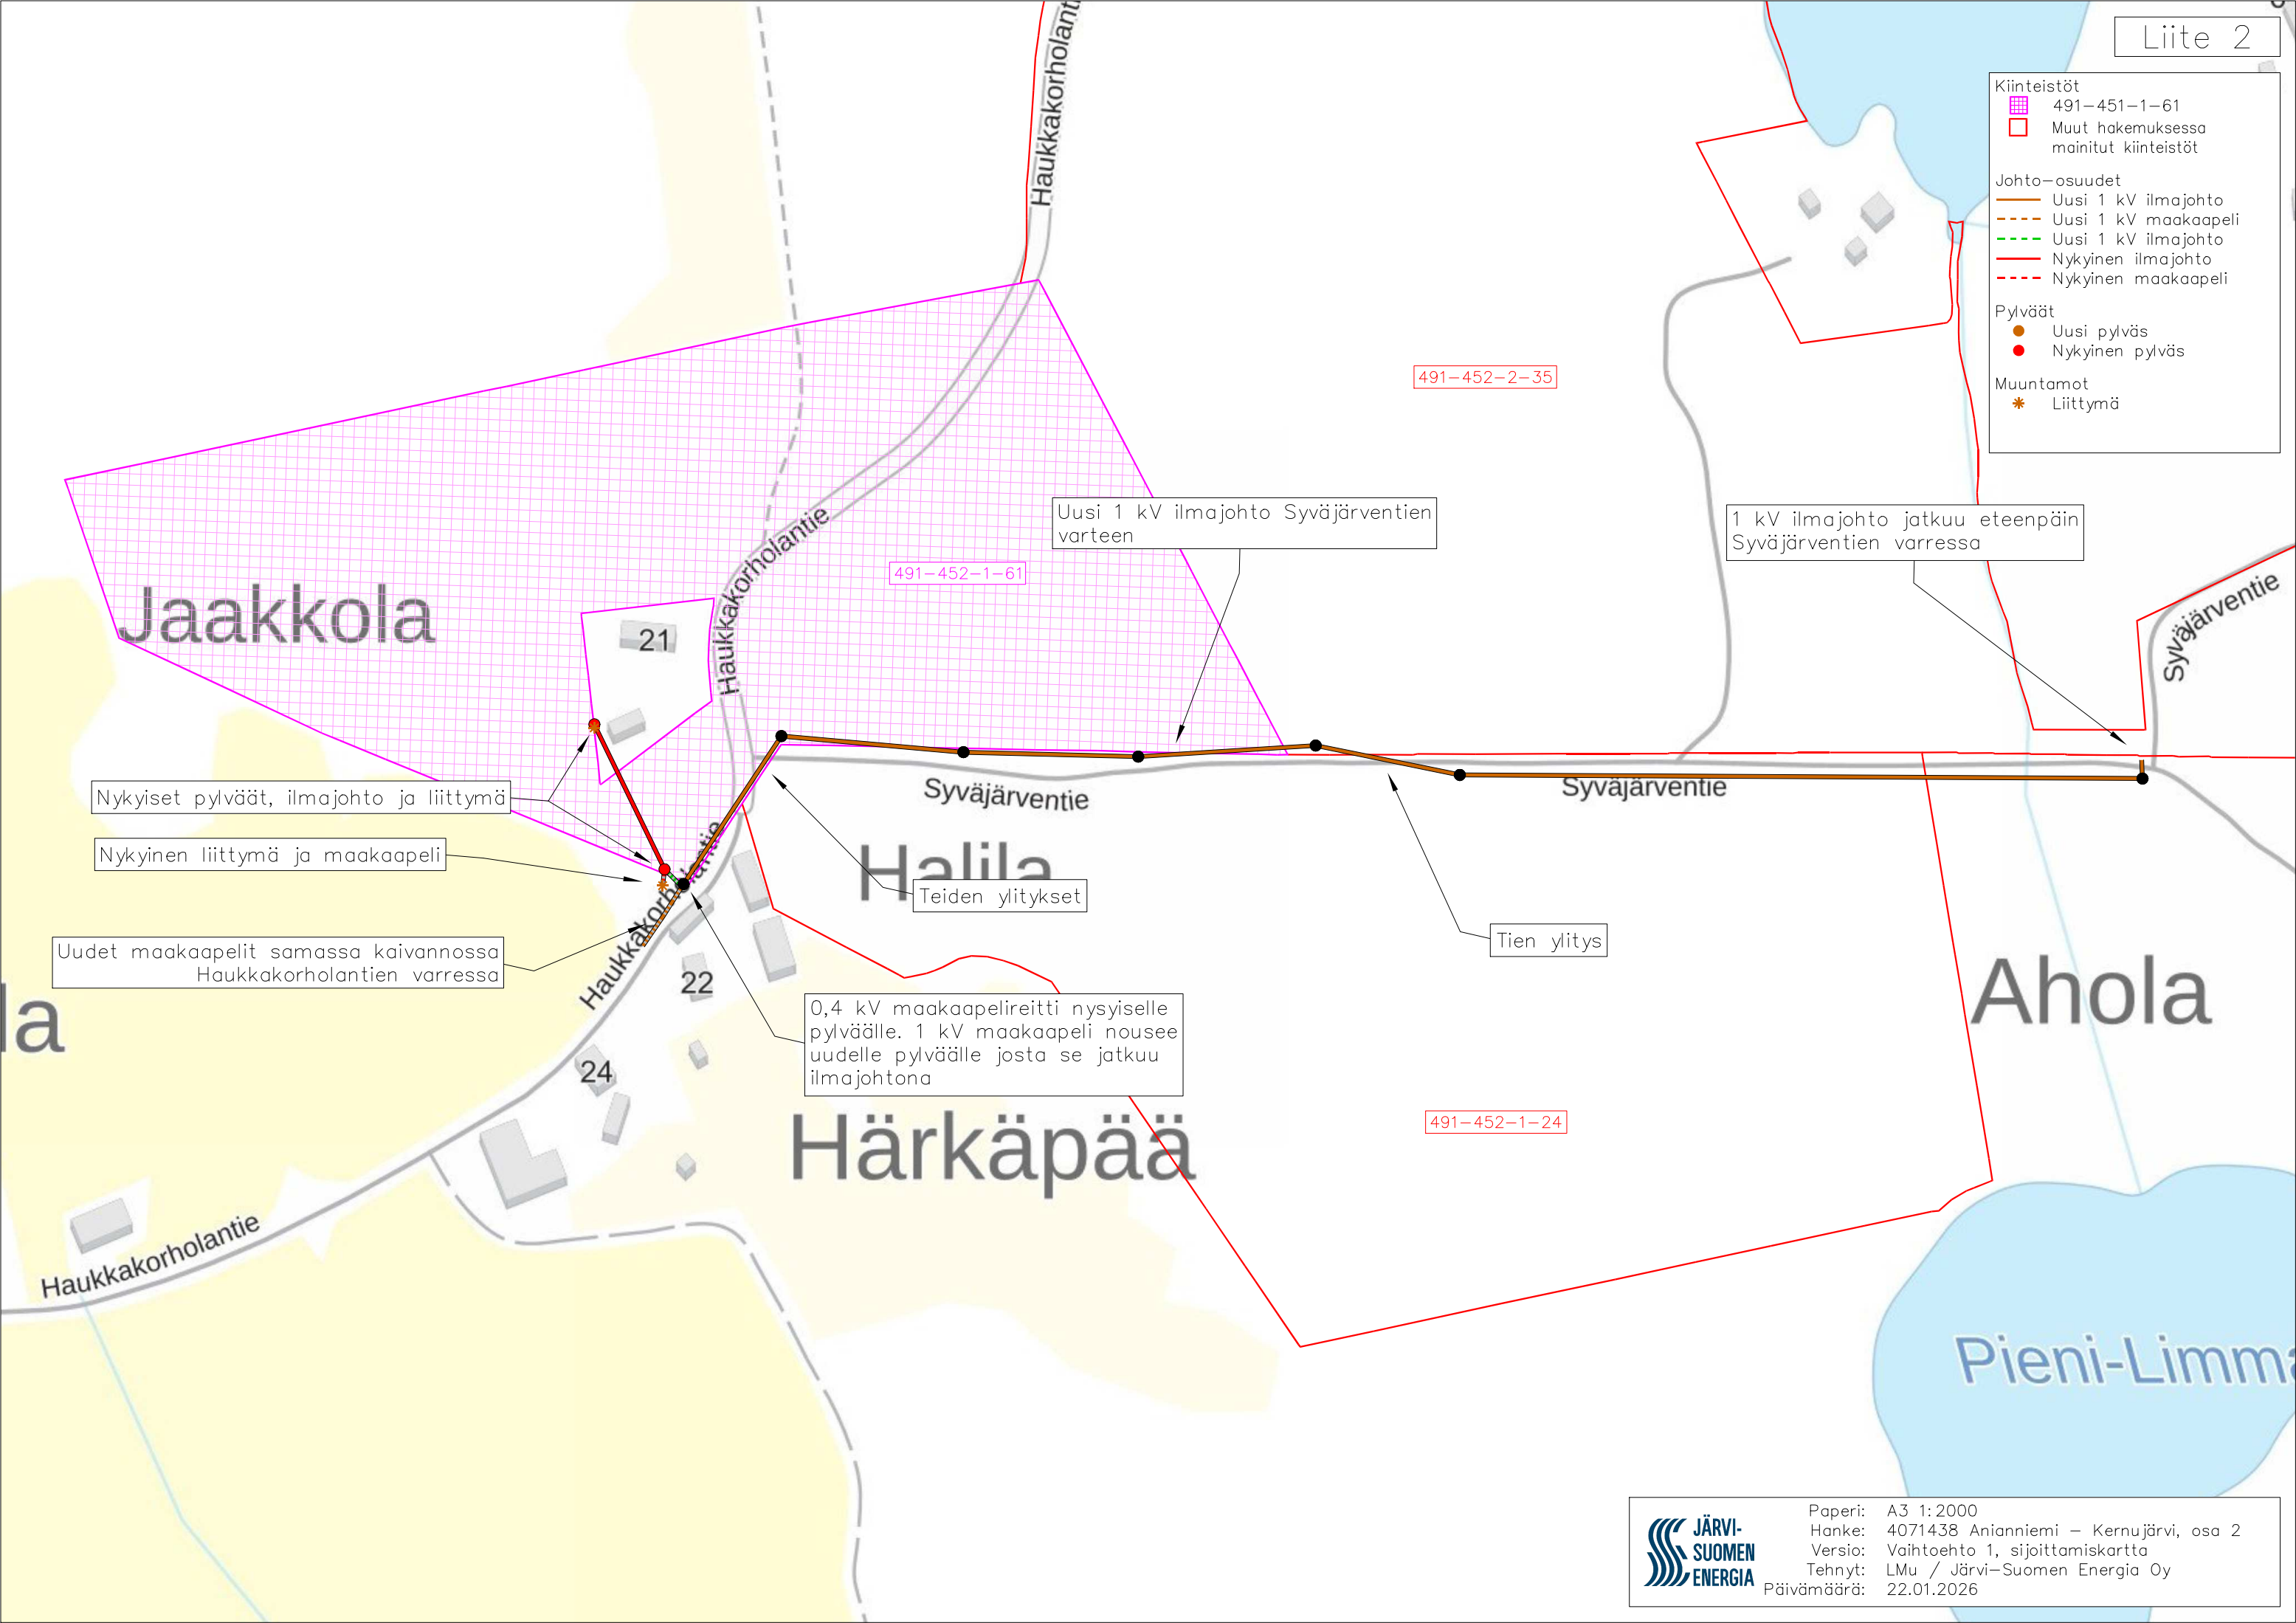 Liite 2
Kiinteistöt
491-451-1-61
Muut hakemuksessa
mainitut kiinteistöt
Johto-osuudet
Uusi 1 kV ilmajohto
Uusi 1 kV maakaapeli
Uusi 1 kV ilmajohto
Nykyinen ilmajohto
Nykyinen maakaapeli
Pylväät
Uusi pylväs
Nykyinen pylväs
Muuntamot
Liittymä
Haukkakorholant
Haukkakorholantie
491-452-2-35
Uusi 1 kV ilmajohto Syväjärventien
varteen
1 kV ilmajohto jatkuu eteenpäin
Syväjärventien varressa
Haukkakorholantie
491-452-1-61
Jaakkola
21
Haukkakorholantie
Syväjärventie
Syväjärventie
Syväjärventie
Nykyiset pylväät, ilmajohto ja liittymä
Nykyinen liittymä ja maakaapeli
Halila
Teiden ylitykset
Tien ylitys
Uudet maakaapelit samassa kaivannossa
Haukkakorholantien varressa
Haukkakorholantie
22
la
Ahola
0,4 kV maakaapelireitti nysyiselle
pylväälle. 1 kV maakaapeli nousee
uudelle pylväälle josta se jatkuu
ilmajohtona
24
Härkäpää
491-452-1-24
Haukkakorholantie
Pieni-Limma
JÄRVI-
SUOMEN
ENERGIA
Paperi: A3 1:2000
Hanke: 4071438 Anianniemi - Kernujärvi, osa 2
Versio: Vaihtoehto 1, sijoittamiskartta
Tehnyt: LMu / Järvi-Suomen Energia Oy
Päivämäärä: 22.01.2026